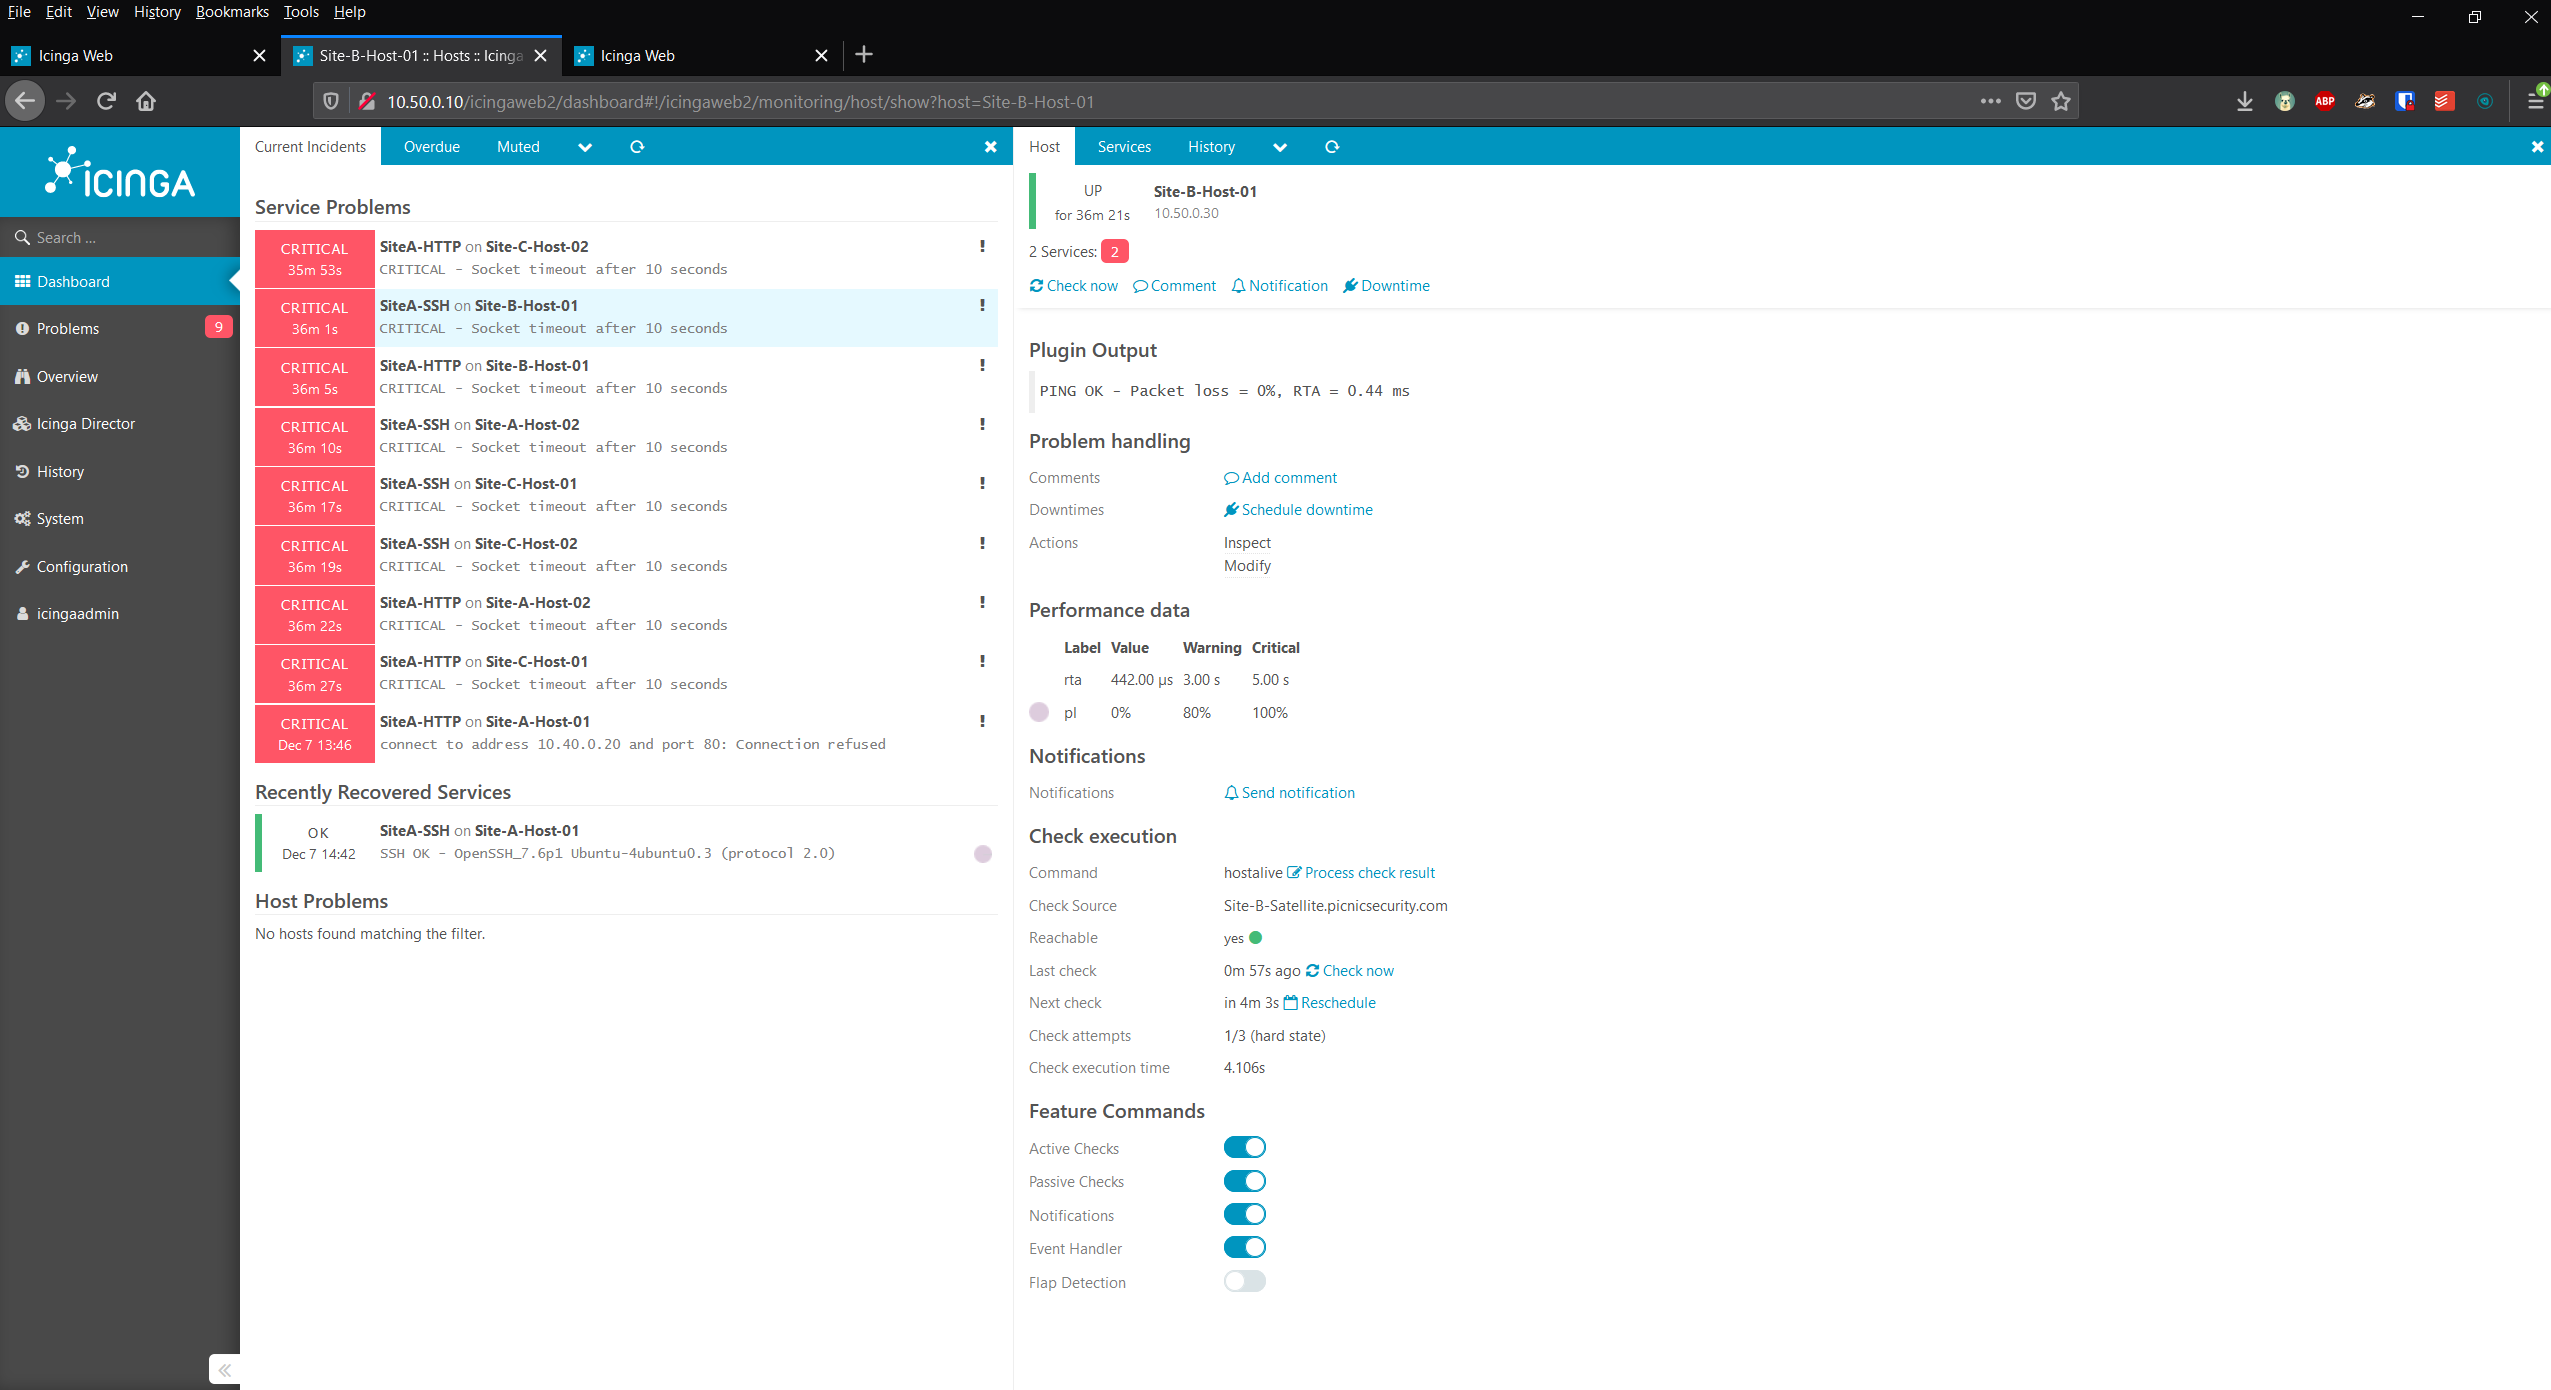 File Edit View History Bookmarks Tools Help
Icinga Web
Site-B-Host-01 :: Hosts :: Icinga
Icinga Web
10.50.0.10/icingaweb2/dashboard#!/icingaweb2/monitoring/host/show?host=Site-B-Host-01
ABP
ICINGA
Search ...
Dashboard
Problems 9
Overview
Icinga Director
History
System
Configuration
icingaadmin
Current Incidents Overdue Muted
Service Problems
CRITICAL SiteA-HTTP on Site-C-Host-02 !
35m 53s CRITICAL - Socket timeout after 10 seconds
CRITICAL SiteA-SSH on Site-B-Host-01 !
36m 1s CRITICAL - Socket timeout after 10 seconds
CRITICAL SiteA-HTTP on Site-B-Host-01 !
36m 5s CRITICAL - Socket timeout after 10 seconds
CRITICAL SiteA-SSH on Site-A-Host-02 !
36m 10s CRITICAL - Socket timeout after 10 seconds
CRITICAL SiteA-SSH on Site-C-Host-01 !
36m 17s CRITICAL - Socket timeout after 10 seconds
CRITICAL SiteA-SSH on Site-C-Host-02 !
36m 19s CRITICAL - Socket timeout after 10 seconds
CRITICAL SiteA-HTTP on Site-A-Host-02 !
36m 22s CRITICAL - Socket timeout after 10 seconds
CRITICAL SiteA-HTTP on Site-C-Host-01 !
36m 27s CRITICAL - Socket timeout after 10 seconds
CRITICAL SiteA-HTTP on Site-A-Host-01 !
Dec 7 13:46 connect to address 10.40.0.20 and port 80: Connection refused
Recently Recovered Services
OK SiteA-SSH on Site-A-Host-01
Dec 7 14:42 SSH OK - OpenSSH_7.6p1 Ubuntu-4ubuntu0.3 (protocol 2.0)
Host Problems
No hosts found matching the filter.
Host Services History
UP Site-B-Host-01
for 36m 21s 10.50.0.30
2 Services: 2
Check now Comment Notification Downtime
Plugin Output
PING OK - Packet loss = 0%, RTA = 0.44 ms
Problem handling
Comments Add comment
Downtimes Schedule downtime
Actions Inspect
Modify
Performance data
Label Value Warning Critical
rta 442.00 µs 3.00 s 5.00 s
pl 0% 80% 100%
Notifications
Notifications Send notification
Check execution
Command hostalive Process check result
Check Source Site-B-Satellite.picnicsecurity.com
Reachable yes
Last check 0m 57s ago Check now
Next check in 4m 3s Reschedule
Check attempts 1/3 (hard state)
Check execution time 4.106s
Feature Commands
Active Checks
Passive Checks
Notifications
Event Handler
Flap Detection